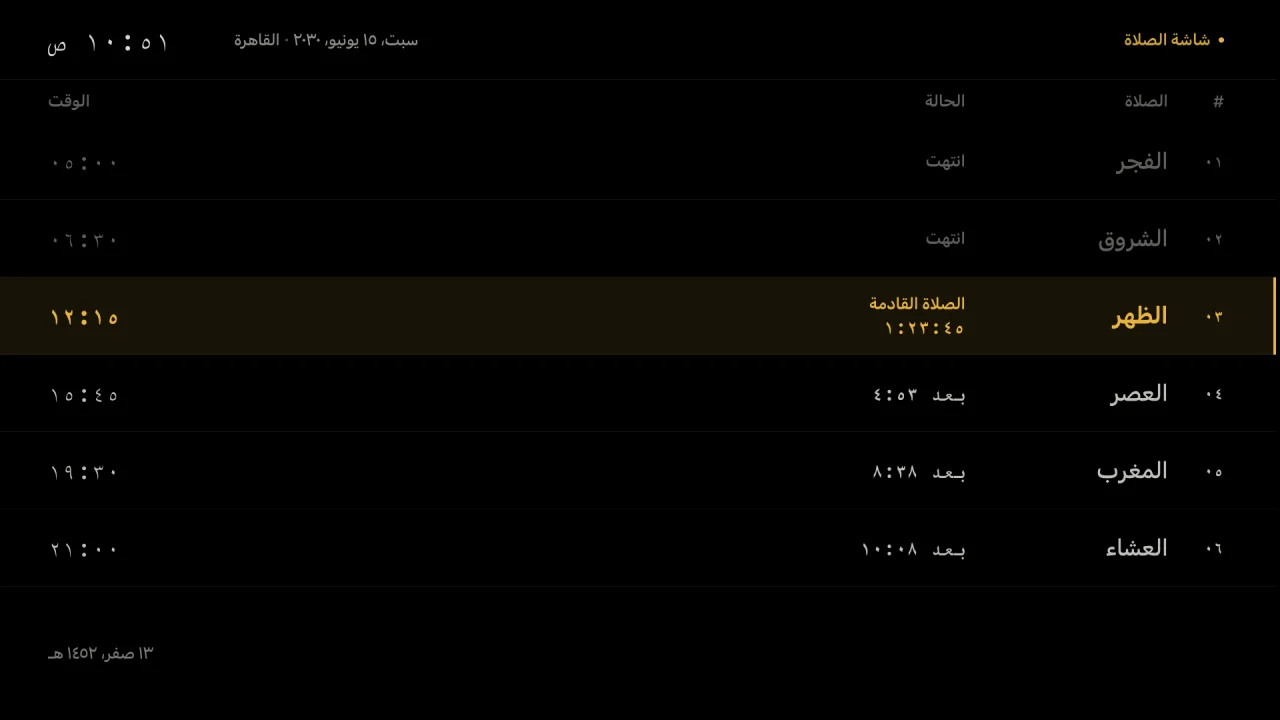 • شاشة الصلاة
سبت، ١٥ يونيو، ٢٠٣٠ · القاهرة
١٠:٥١ ص
# الصلاة الحالة الوقت
٠١ الفجر انتهت ٠٥:٠٠
٠٢ الشروق انتهت ٠٦:٣٠
٠٣ الظهر الصلاة القادمة ١٢:١٥
١:٢٣:٤٥
٠٤ العصر بعد ٤:٥٣ ١٥:٤٥
٠٥ المغرب بعد ٨:٣٨ ١٩:٣٠
٠٦ العشاء بعد ١٠:٠٨ ٢١:٠٠
١٣ صفر، ١٤٥٢ هـ